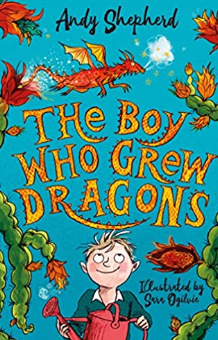 Andy Shepherd
THE BOY
WHO GREW
DRAGONS
Illustrated by
Sara Ogilvie